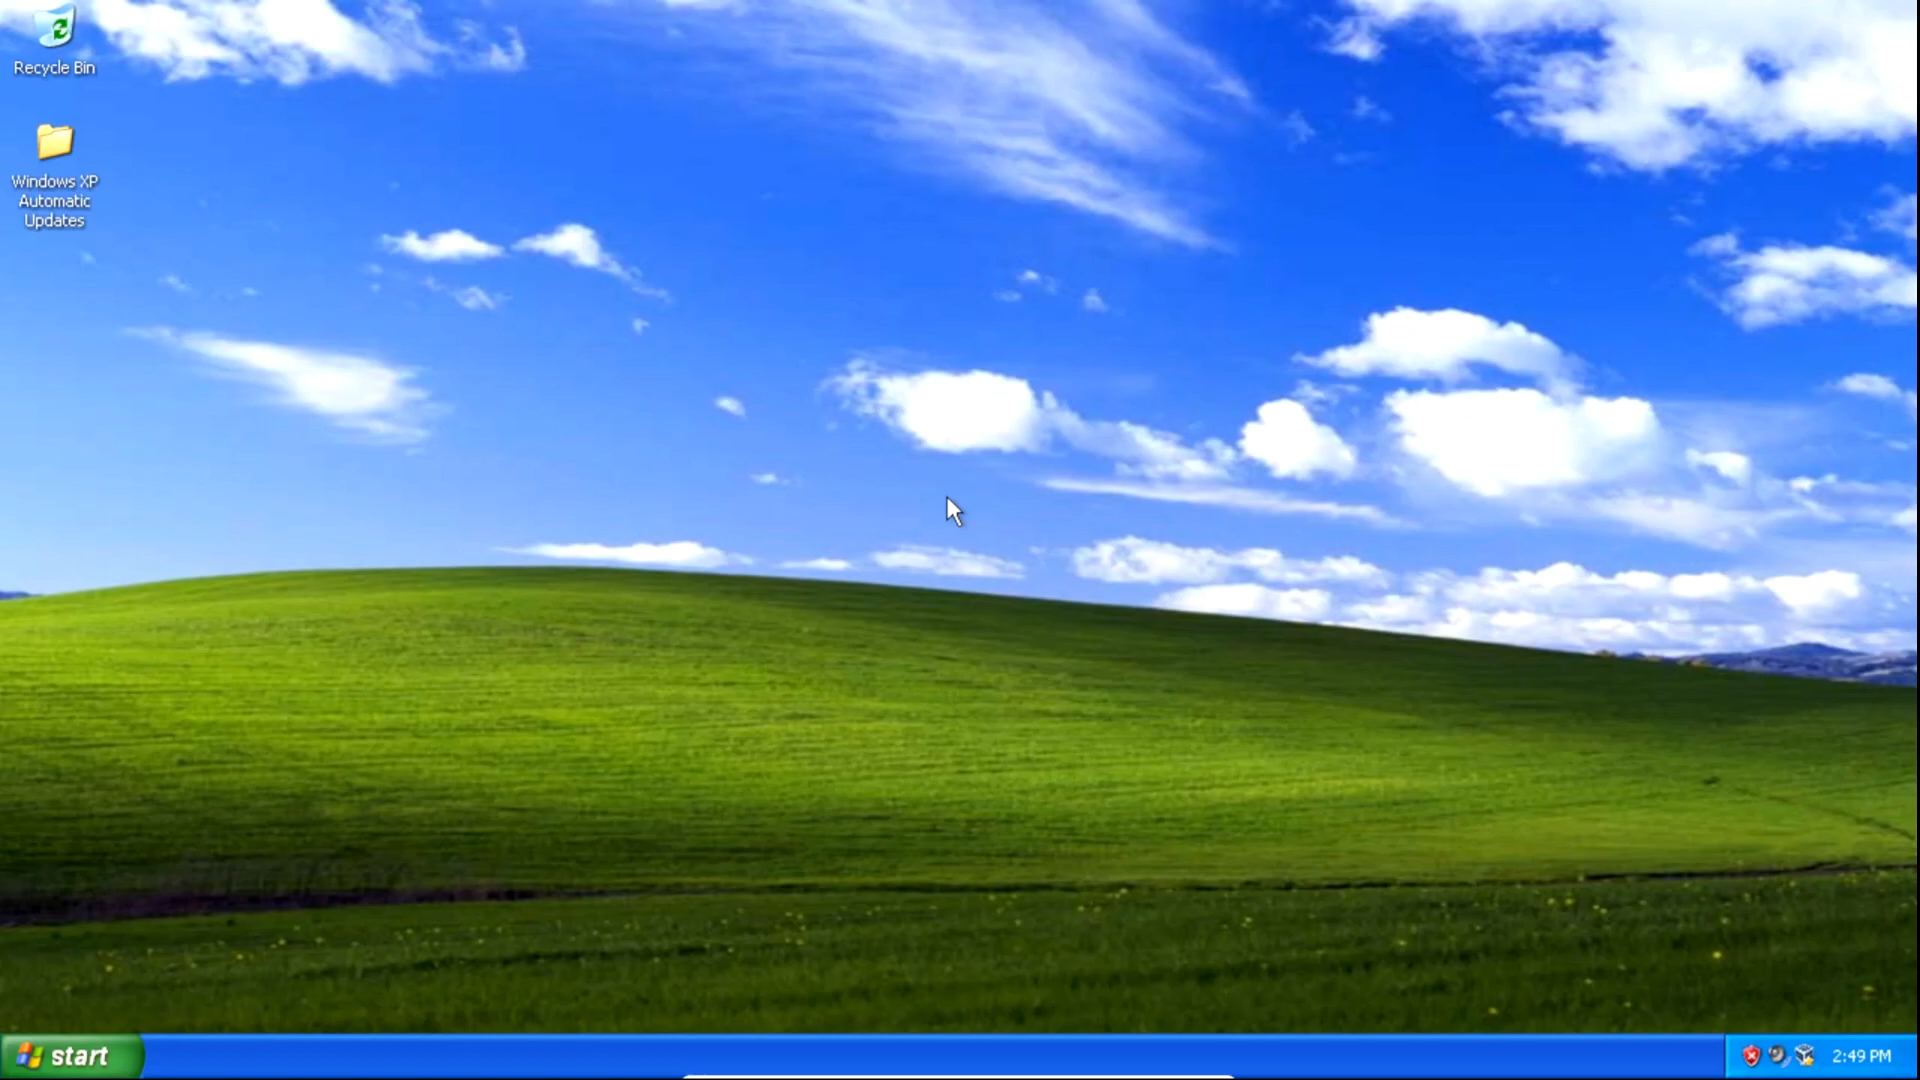 Recycle Bin
Windows XP
Automatic
Updates
start
2:49 PM